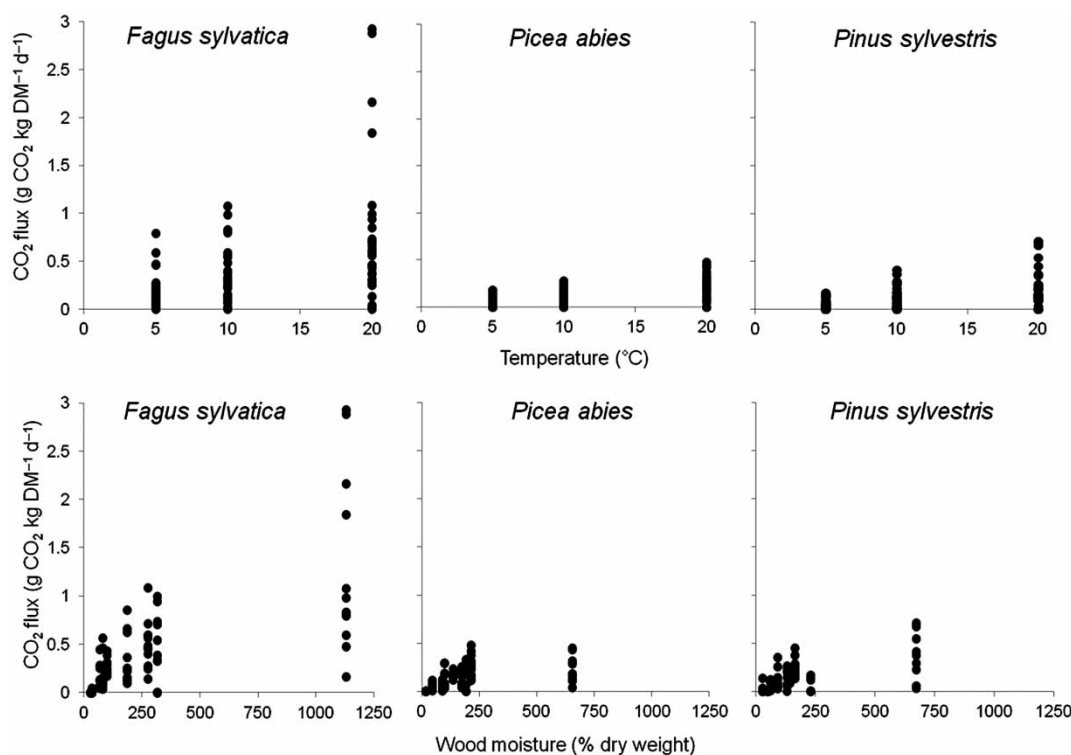 Fagus sylvatica
Picea abies
Pinus sylvestris
CO₂ flux (g CO₂ kg DM⁻¹ d⁻¹)
3
2.5
2
1.5
1
0.5
0
0 5 10 15 20
0 5 10 15 20
0 5 10 15 20
Temperature (°C)
Fagus sylvatica
Picea abies
Pinus sylvestris
CO₂ flux (g CO₂ kg DM⁻¹ d⁻¹)
3
2.5
2
1.5
1
0.5
0
0 250 500 750 1000 1250
0 250 500 750 1000 1250
0 250 500 750 1000 1250
Wood moisture (% dry weight)